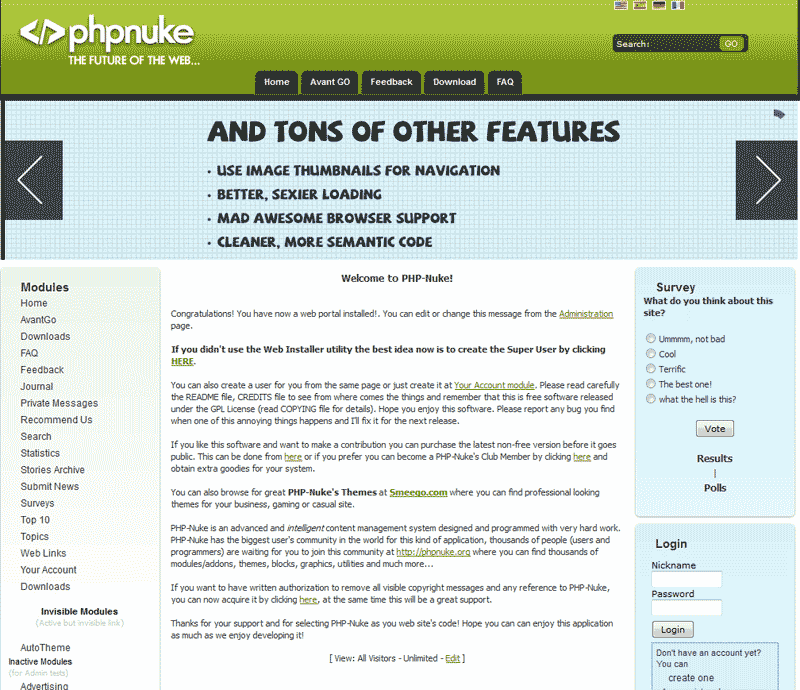 </> phpnuke
THE FUTURE OF THE WEB...
Search:
GO
Home
Avant GO
Feedback
Download
FAQ
AND TONS OF OTHER FEATURES
• USE IMAGE THUMBNAILS FOR NAVIGATION
• BETTER, SEXIER LOADING
• MAD AWESOME BROWSER SUPPORT
• CLEANER, MORE SEMANTIC CODE
Modules
Home
AvantGo
Downloads
FAQ
Feedback
Journal
Private Messages
Recommend Us
Search
Statistics
Stories Archive
Submit News
Surveys
Top 10
Topics
Web Links
Your Account
Downloads
Invisible Modules
(Active but invisible link)
AutoTheme
Inactive Modules
(for Admin tests)
Advertising
Welcome to PHP-Nuke!
Congratulations! You have now a web portal installed!. You can edit or change this message from the Administration
page.
If you didn't use the Web Installer utility the best idea now is to create the Super User by clicking
HERE.
You can also create a user for you from the same page or just create it at Your Account module. Please read carefully
the README file, CREDITS file to see from where comes the things and remember that this is free software released
under the GPL License (read COPYING file for details). Hope you enjoy this software. Please report any bug you find
when one of this annoying things happens and I'll fix it for the next release.
If you like this software and want to make a contribution you can purchase the latest non-free version before it goes
public. This can be done from here or if you prefer you can become a PHP-Nuke's Club Member by clicking here and
obtain extra goodies for your system.
You can also browse for great PHP-Nuke's Themes at Smeego.com where you can find professional looking
themes for your business, gaming or casual site.
PHP-Nuke is an advanced and intelligent content management system designed and programmed with very hard work.
PHP-Nuke has the biggest user's community in the world for this kind of application, thousands of people (users and
programmers) are waiting for you to join this community at http://phpnuke.org where you can find thousands of
modules/addons, themes, blocks, graphics, utilities and much more...
If you want to have written authorization to remove all visible copyright messages and any reference to PHP-Nuke,
you can now acquire it by clicking here, at the same time this will be a great support.
Thanks for your support and for selecting PHP-Nuke as you web site's code! Hope you can can enjoy this application
as much as we enjoy developing it!
[ View: All Visitors - Unlimited - Edit ]
Survey
What do you think about this
site?
Ummmm, not bad
Cool
Terrific
The best one!
what the hell is this?
Vote
Results
|
Polls
Login
Nickname
Password
Login
Don't have an account yet?
You can
create one